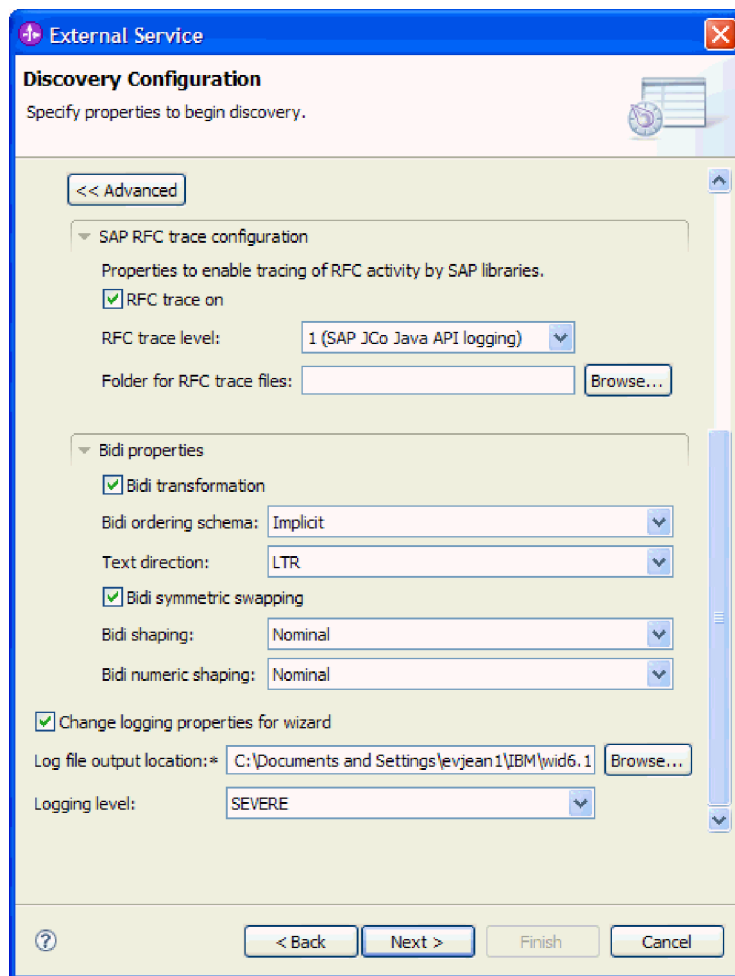 External Service
Discovery Configuration
Specify properties to begin discovery.
<< Advanced
SAP RFC trace configuration
Properties to enable tracing of RFC activity by SAP libraries.
RFC trace on
RFC trace level: 1 (SAP JCo Java API logging)
Folder for RFC trace files: Browse...
Bidi properties
Bidi transformation
Bidi ordering schema: Implicit
Text direction: LTR
Bidi symmetric swapping
Bidi shaping: Nominal
Bidi numeric shaping: Nominal
Change logging properties for wizard
Log file output location:* C:\Documents and Settings\evjean1\IBM\wid6.1 Browse...
Logging level: SEVERE
? < Back Next > Finish Cancel